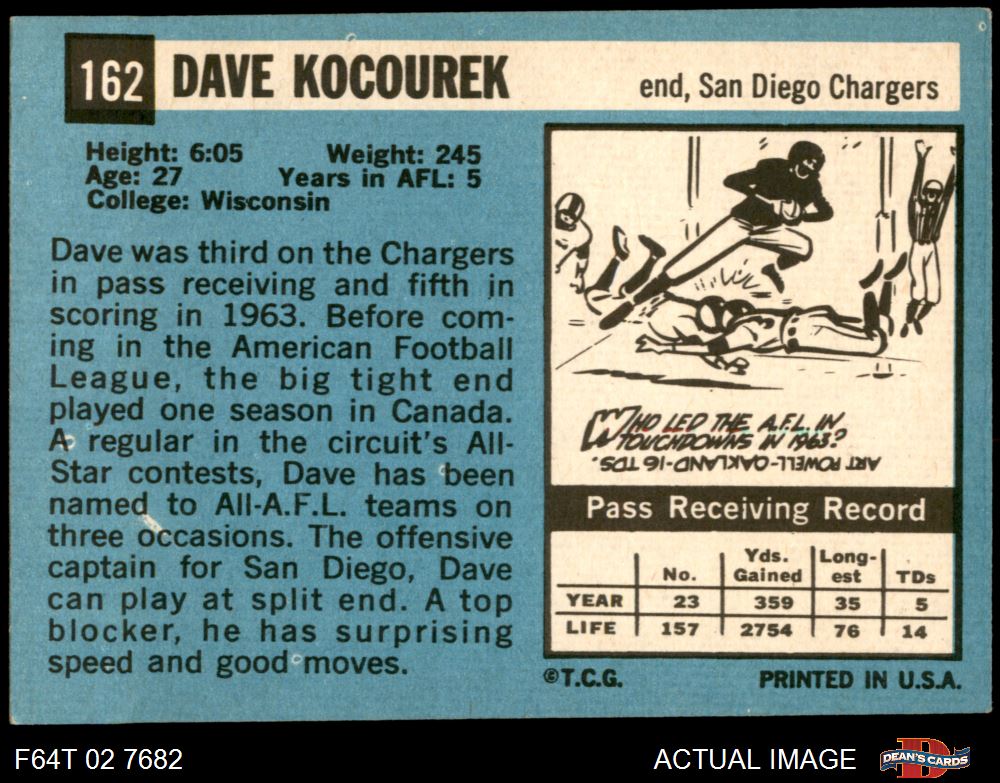 162 DAVE KOCOUREK end, San Diego Chargers
Height: 6:05 Weight: 245
Age: 27 Years in AFL: 5
College: Wisconsin
Dave was third on the Chargers
in pass receiving and fifth in
scoring in 1963. Before com-
ing in the American Football
League, the big tight end
played one season in Canada.
A regular in the circuit's All-
Star contests, Dave has been
named to All-A.F.L. teams on
three occasions. The offensive
captain for San Diego, Dave
can play at split end. A top
blocker, he has surprising
speed and good moves.
WHO LED THE A.F.L. IN
TOUCHDOWNS IN 1963?
ART POWELL-OAKLAND-16 TDS.
Pass Receiving Record
No. Yds. Gained Long-est TDs
YEAR 23 359 35 5
LIFE 157 2754 76 14
©T.C.G. PRINTED IN U.S.A.
F64T 02 7682 ACTUAL IMAGE DEAN'S CARDS